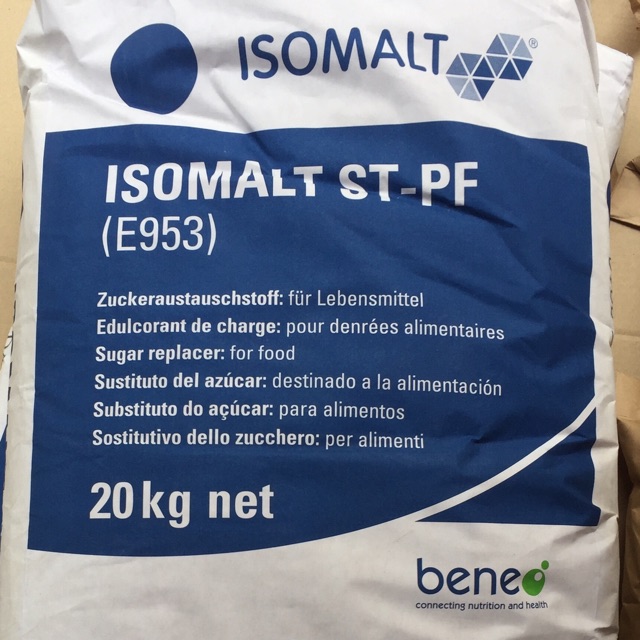 ISOMALT®
ISOMALT ST-PF
(E953)
Zuckeraustauschstoff: für Lebensmittel
Edulcorant de charge: pour denrées alimentaires
Sugar replacer: for food
Sustituto del azúcar: destinado a la alimentación
Substituto do açúcar: para alimentos
Sostitutivo dello zucchero: per alimenti
20 kg net
beneo
connecting nutrition and health